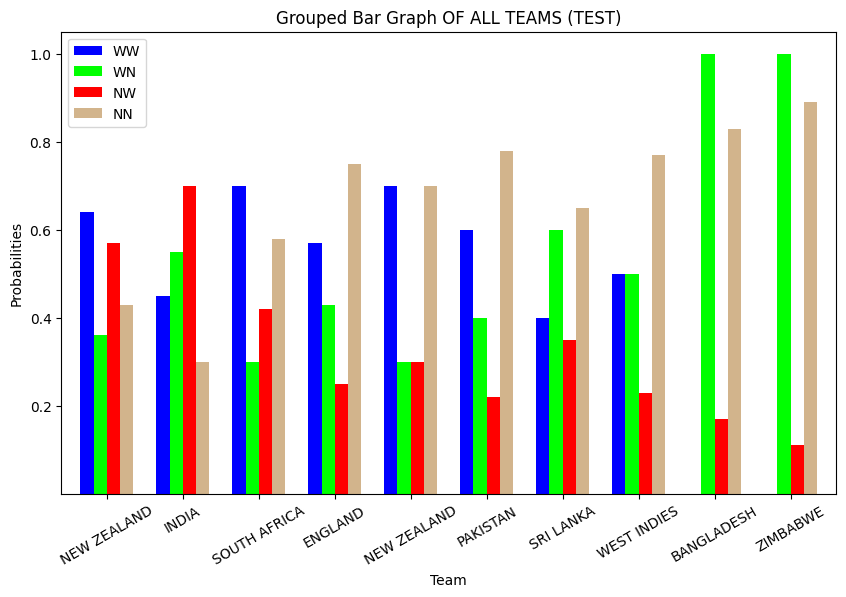 Grouped Bar Graph OF ALL TEAMS (TEST)
WW
WN
NW
NN
1.0
0.8
0.6
0.4
0.2
Probabilities
NEW ZEALAND
INDIA
SOUTH AFRICA
ENGLAND
NEW ZEALAND
PAKISTAN
SRI LANKA
WEST INDIES
BANGLADESH
ZIMBABWE
Team